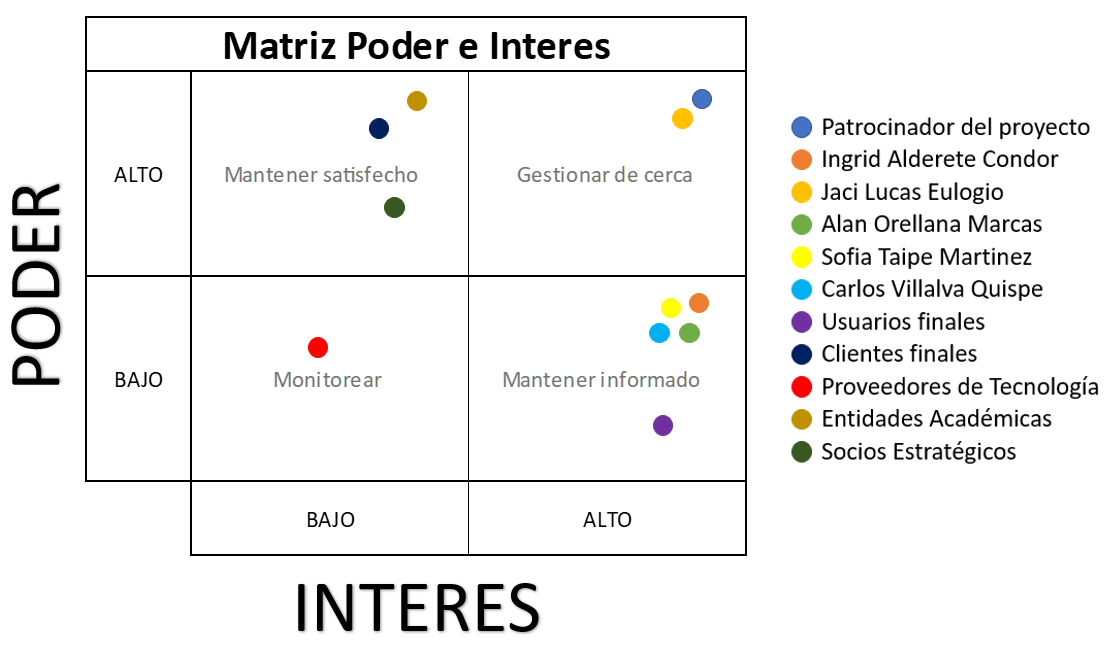 Matriz Poder e Interes
PODER
ALTO
Mantener satisfecho
Gestionar de cerca
BAJO
Monitorear
Mantener informado
BAJO
ALTO
INTERES
Patrocinador del proyecto
Ingrid Alderete Condor
Jaci Lucas Eulogio
Alan Orellana Marcas
Sofia Taipe Martinez
Carlos Villalva Quispe
Usuarios finales
Clientes finales
Proveedores de Tecnología
Entidades Académicas
Socios Estratégicos